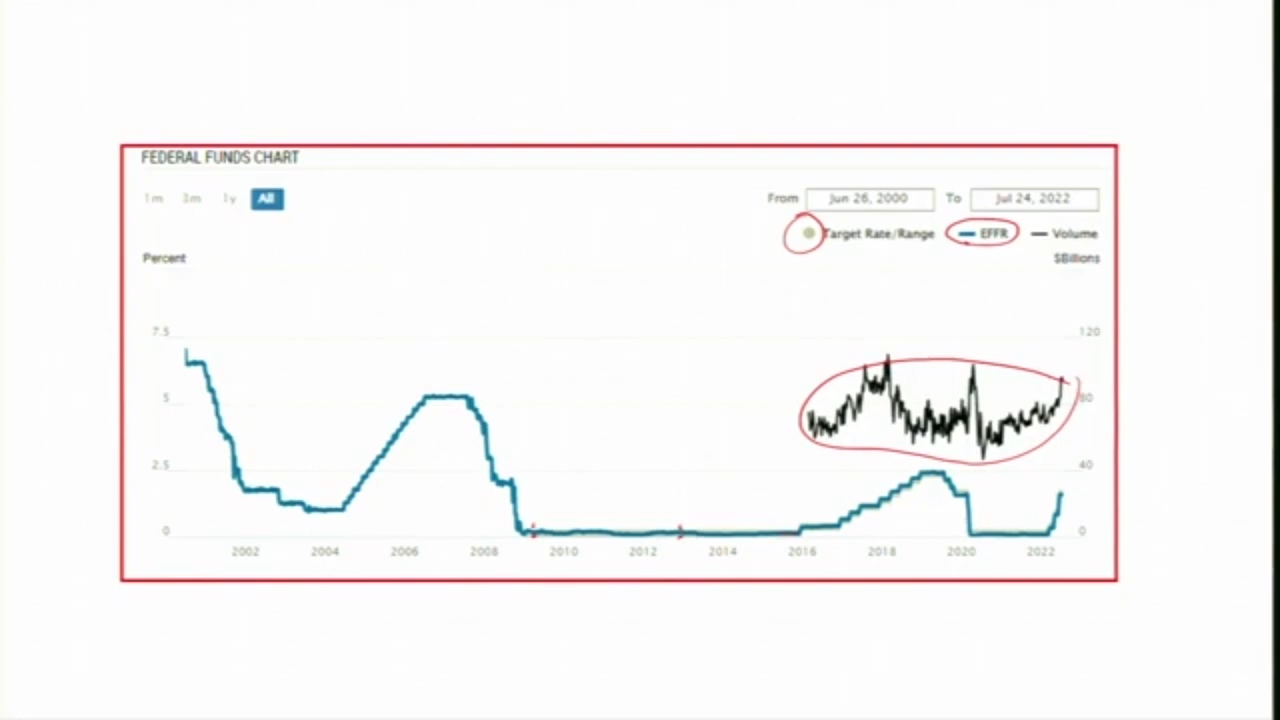 FEDERAL FUNDS CHART
1m 3m 1y All From Jun 26, 2000 To Jul 24, 2022
Target Rate/Range EFFR Volume
Percent $Billions
7.5 120
5 80
2.5 40
0 0
2002 2004 2006 2008 2010 2012 2014 2016 2018 2020 2022